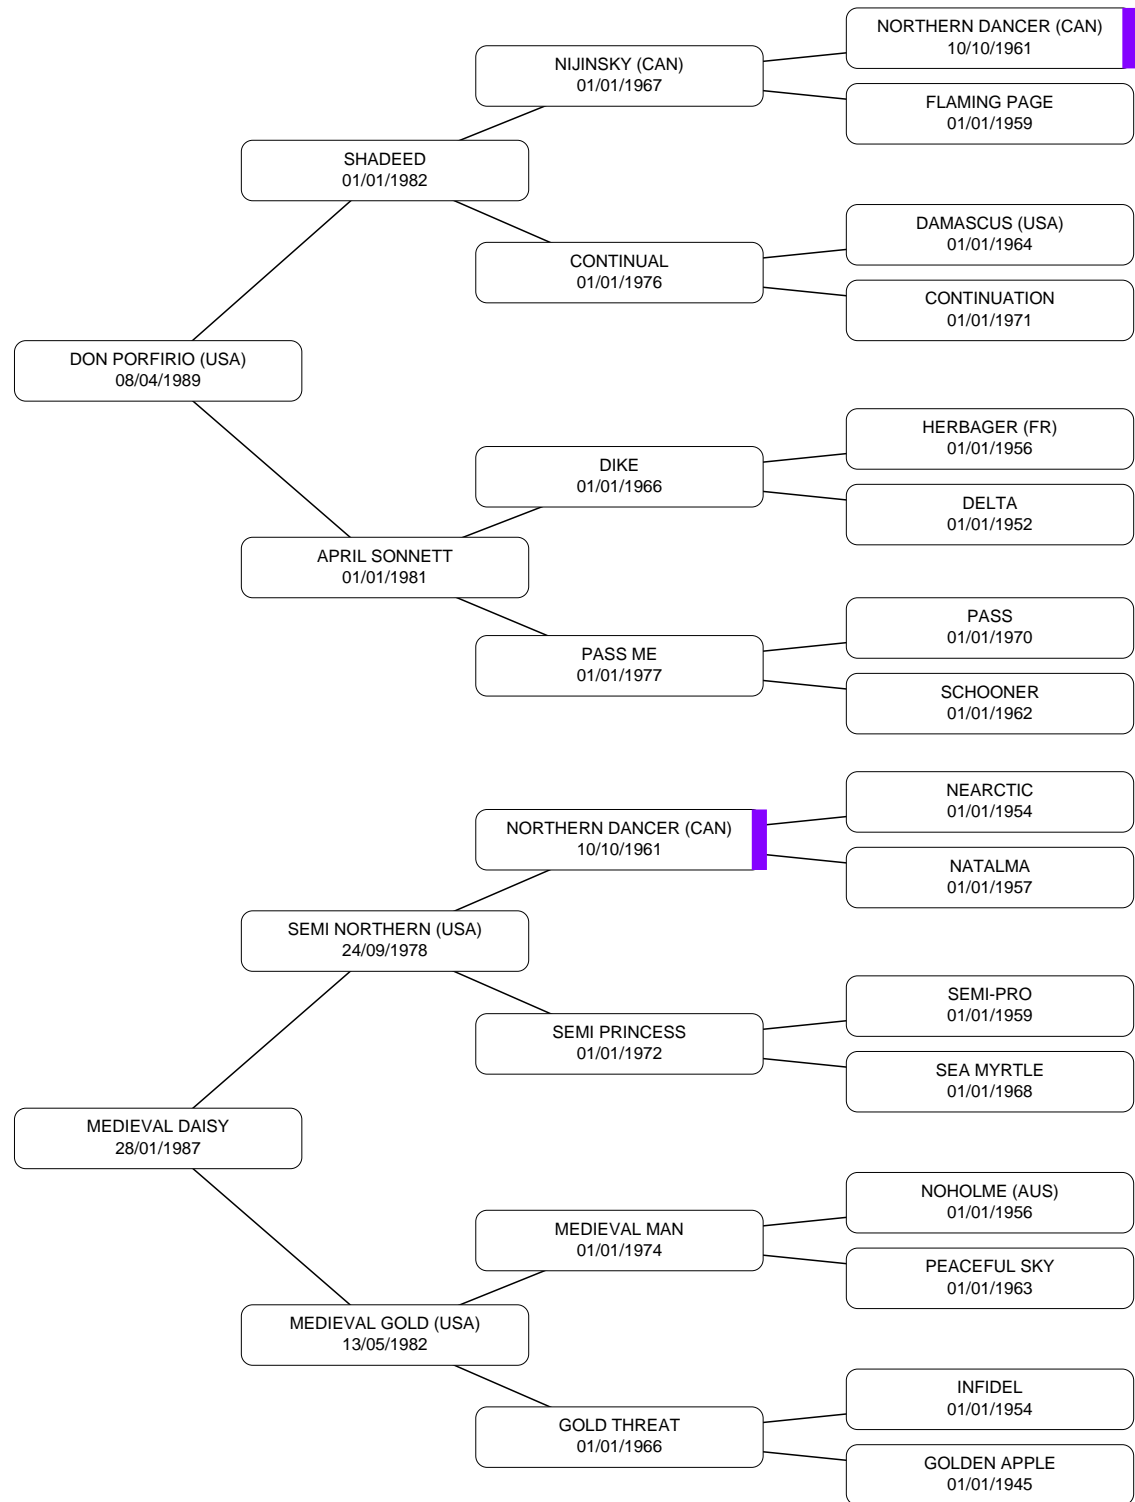 NORTHERN DANCER (CAN)
10/10/1961
NIJINSKY (CAN)
01/01/1967
FLAMING PAGE
01/01/1959
SHADEED
01/01/1982
DAMASCUS (USA)
01/01/1964
CONTINUAL
01/01/1976
CONTINUATION
01/01/1971
DON PORFIRIO (USA)
08/04/1989
HERBAGER (FR)
01/01/1956
DIKE
01/01/1966
DELTA
01/01/1952
APRIL SONNETT
01/01/1981
PASS
01/01/1970
PASS ME
01/01/1977
SCHOONER
01/01/1962
NEARCTIC
01/01/1954
NORTHERN DANCER (CAN)
10/10/1961
NATALMA
01/01/1957
SEMI NORTHERN (USA)
24/09/1978
SEMI-PRO
01/01/1959
SEMI PRINCESS
01/01/1972
SEA MYRTLE
01/01/1968
MEDIEVAL DAISY
28/01/1987
NOHOLME (AUS)
01/01/1956
MEDIEVAL MAN
01/01/1974
PEACEFUL SKY
01/01/1963
MEDIEVAL GOLD (USA)
13/05/1982
INFIDEL
01/01/1954
GOLD THREAT
01/01/1966
GOLDEN APPLE
01/01/1945